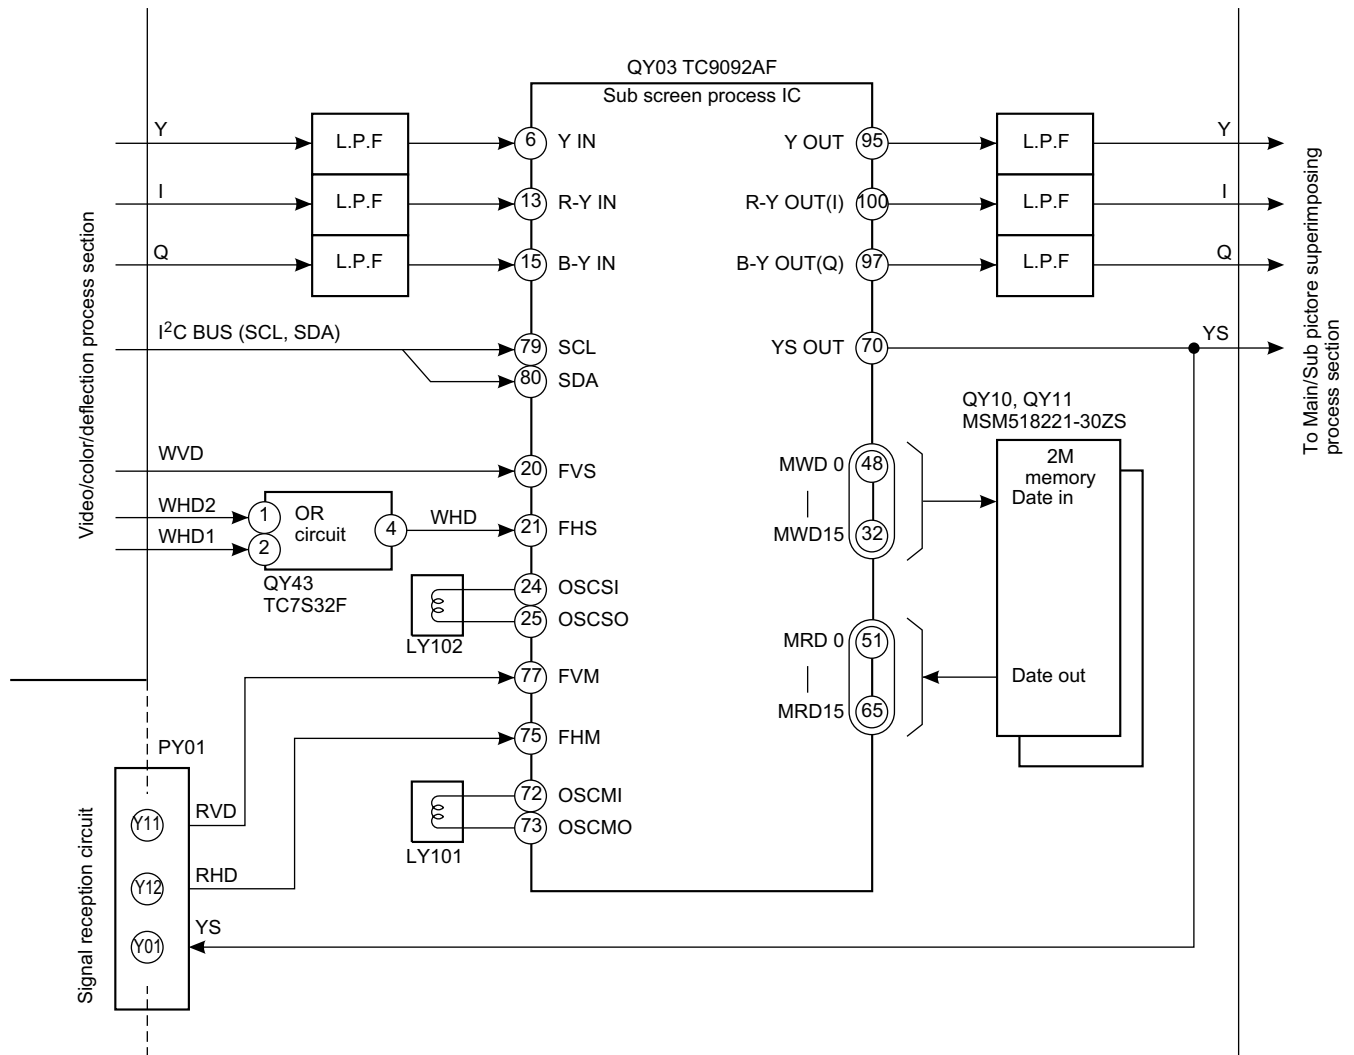 QY03 TC9092AF
Sub screen process IC
Y
L.P.F
6
Y IN
Y OUT
95
L.P.F
Y
I
L.P.F
13
R-Y IN
R-Y OUT(I)
100
L.P.F
I
Q
L.P.F
15
B-Y IN
B-Y OUT(Q)
97
L.P.F
Q
Video/color/deflection process section
I²C BUS (SCL, SDA)
79
SCL
80
SDA
YS OUT
70
YS
To Main/Sub pictore superimposing
process section
QY10, QY11
MSM518221-30ZS
2M
memory
Date in
Date out
WVD
20
FVS
WHD2
WHD1
1
2
OR
circuit
4
WHD
21
FHS
QY43
TC7S32F
MWD 0
48
MWD15
32
24
OSCSI
25
OSCSO
LY102
MRD 0
51
MRD15
65
77
FVM
75
FHM
72
OSCMI
73
OSCMO
LY101
PY01
Signal reception circuit
Y11
RVD
Y12
RHD
Y01
YS